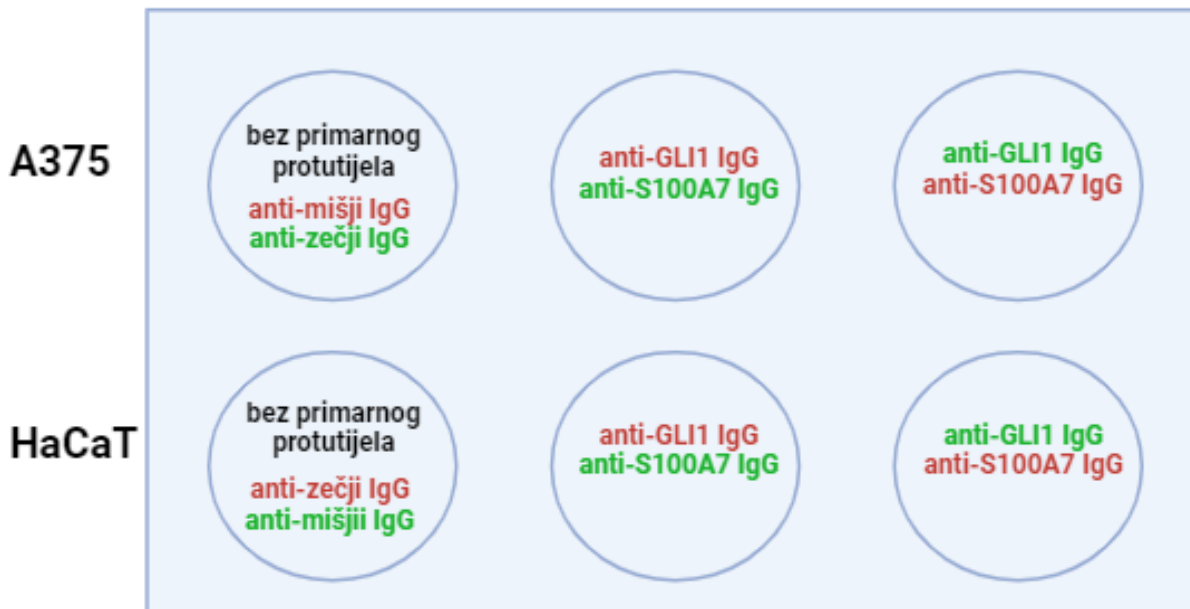 A375
bez primarnog
protutijela
anti-mišji IgG
anti-zečji IgG
anti-GLI1 IgG
anti-S100A7 IgG
anti-GLI1 IgG
anti-S100A7 IgG
HaCaT
bez primarnog
protutijela
anti-zečji IgG
anti-mišjii IgG
anti-GLI1 IgG
anti-S100A7 IgG
anti-GLI1 IgG
anti-S100A7 IgG